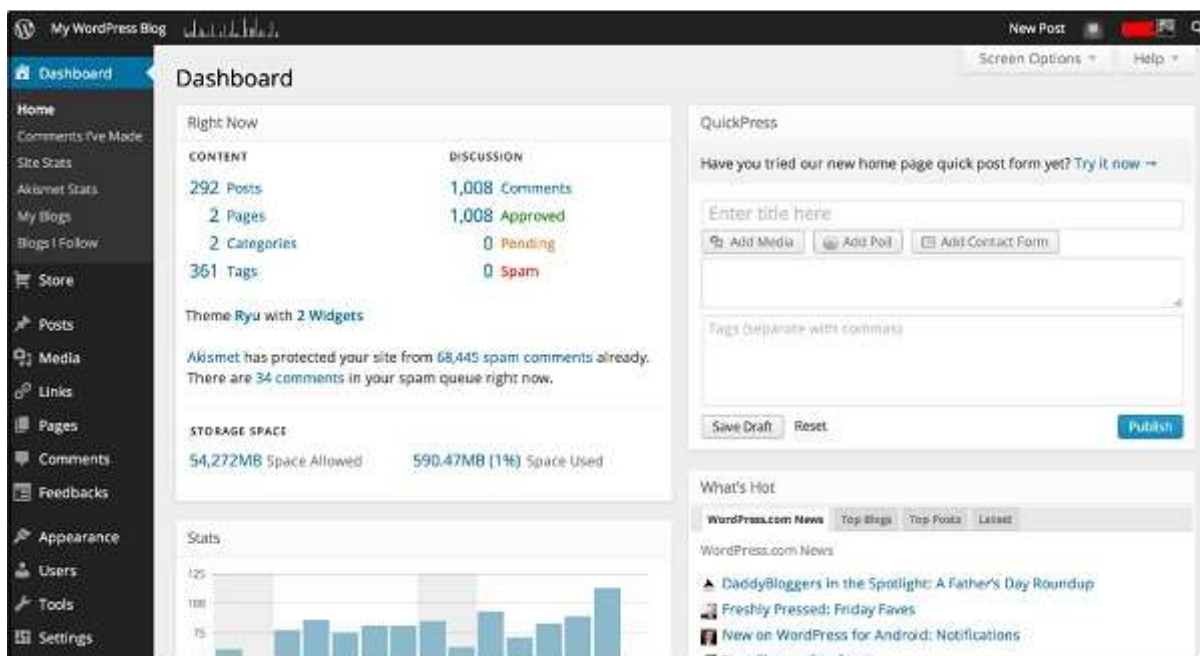 My WordPress Blog
New Post
Screen Options
Help
Dashboard
Home
Comments I've Made
Site Stats
Akismet Stats
My Blogs
Blogs I Follow
Store
Posts
Media
Links
Pages
Comments
Feedbacks
Appearance
Users
Tools
Settings
Dashboard
Right Now
CONTENT
292 Posts
2 Pages
2 Categories
361 Tags
DISCUSSION
1,008 Comments
1,008 Approved
0 Pending
0 Spam
Theme Ryu with 2 Widgets
Akismet has protected your site from 68,445 spam comments already.
There are 34 comments in your spam queue right now.
STORAGE SPACE
54,272MB Space Allowed
590.47MB (1%) Space Used
Stats
125
100
75
QuickPress
Have you tried our new home page quick post form yet? Try it now →
Enter title here
Add Media
Add Poll
Add Contact Form
Tags (separate with commas)
Save Draft
Reset
Publish
What's Hot
WordPress.com News
Top Blogs
Top Posts
Latest
WordPress.com News
DaddyBloggers in the Spotlight: A Father's Day Roundup
Freshly Pressed: Friday Faves
New on WordPress for Android: Notifications